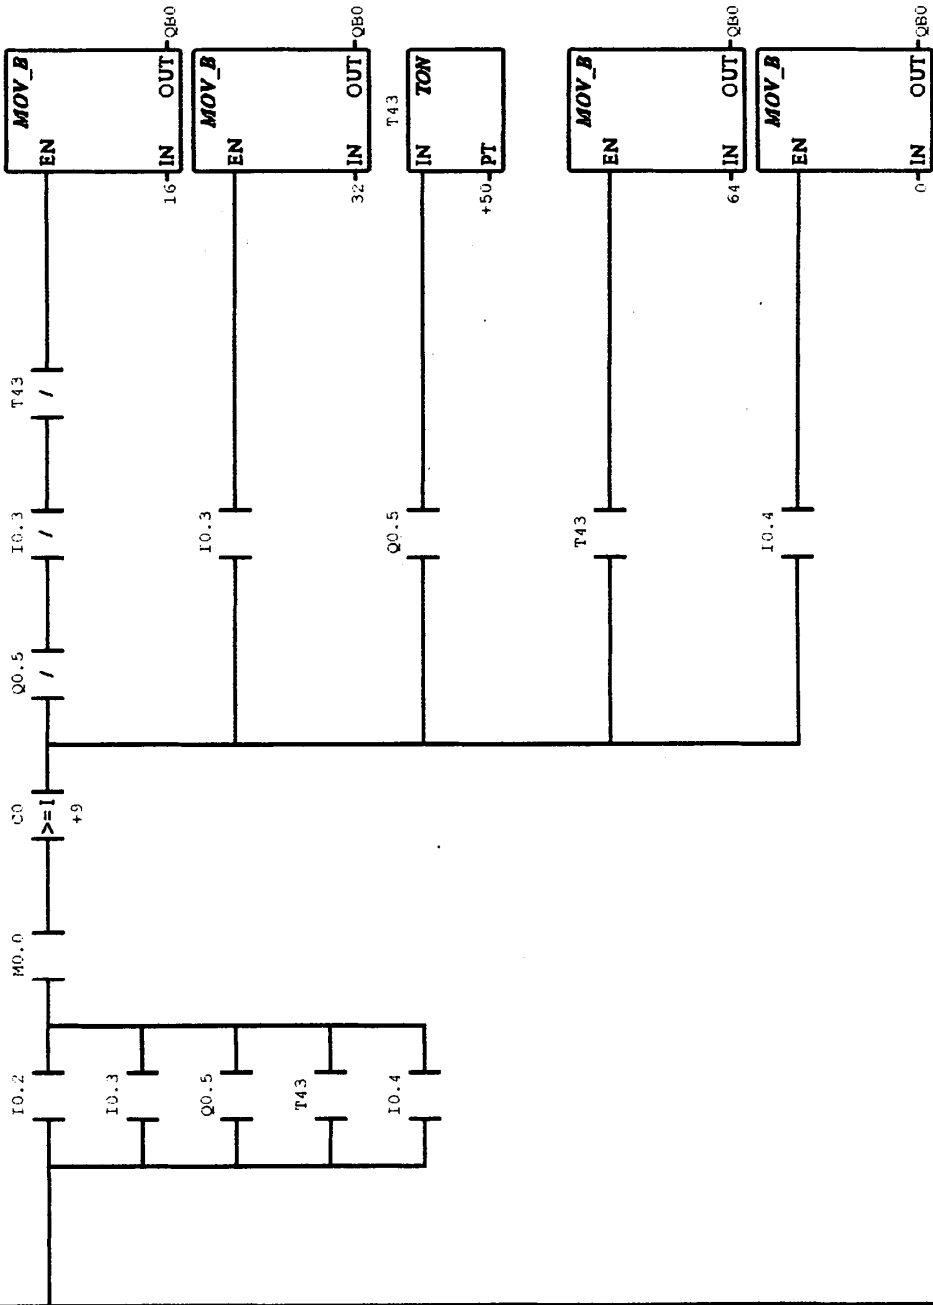 I0.2
M0.0
C0
>=I
+9
Q0.5
/
I0.3
/
T43
/
MOV_B
EN
16
IN
OUT
QB0
I0.3
I0.3
MOV_B
EN
32
IN
OUT
QB0
Q0.5
Q0.5
T43
TON
IN
+50
PT
T43
T43
MOV_B
EN
64
IN
OUT
QB0
I0.4
I0.4
MOV_B
EN
0
IN
OUT
QB0